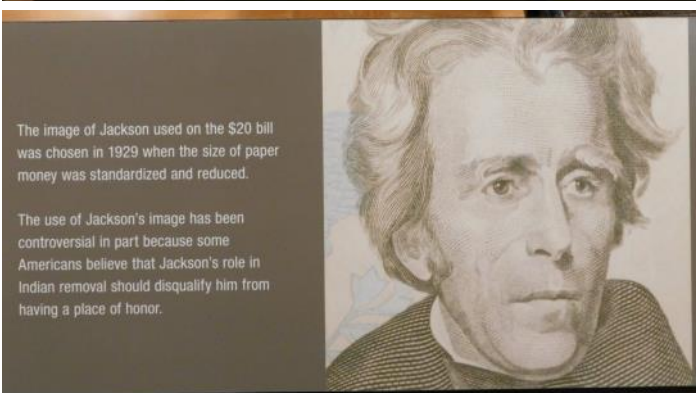 The image of Jackson used on the $20 bill
was chosen in 1929 when the size of paper
money was standardized and reduced.
The use of Jackson's image has been
controversial in part because some
Americans believe that Jackson's role in
Indian removal should disqualify him from
having a place of honor.